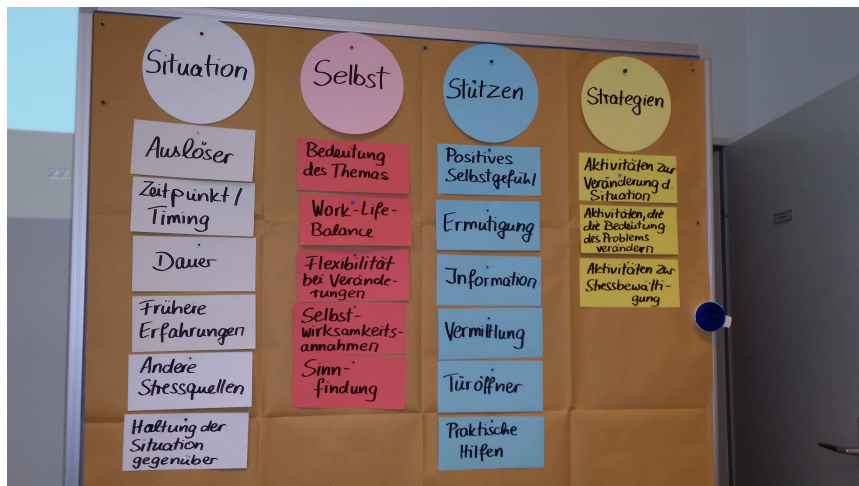 Situation
Auslöser
Zeitpunkt/
Timing
Dauer
Frühere
Erfahrungen
Andere
Stressquellen
Haltung der
Situation
gegenüber
Selbst
Bedeutung
des Themas
Work-Life-
Balance
Flexibilität
bei Verände-
rungen
Selbst-
wirksamkeits-
annahmen
Sinn-
findung
Stützen
Positives
Selbstgefühl
Ermutigung
Information
Vermittlung
Türöffner
Praktische
Hilfen
Strategien
Aktivitäten zur
Veränderung d.
Situation
Aktivitäten, die
die Bedeutung
des Problems
verändern
Aktivitäten zur
Stressbewälti-
gung